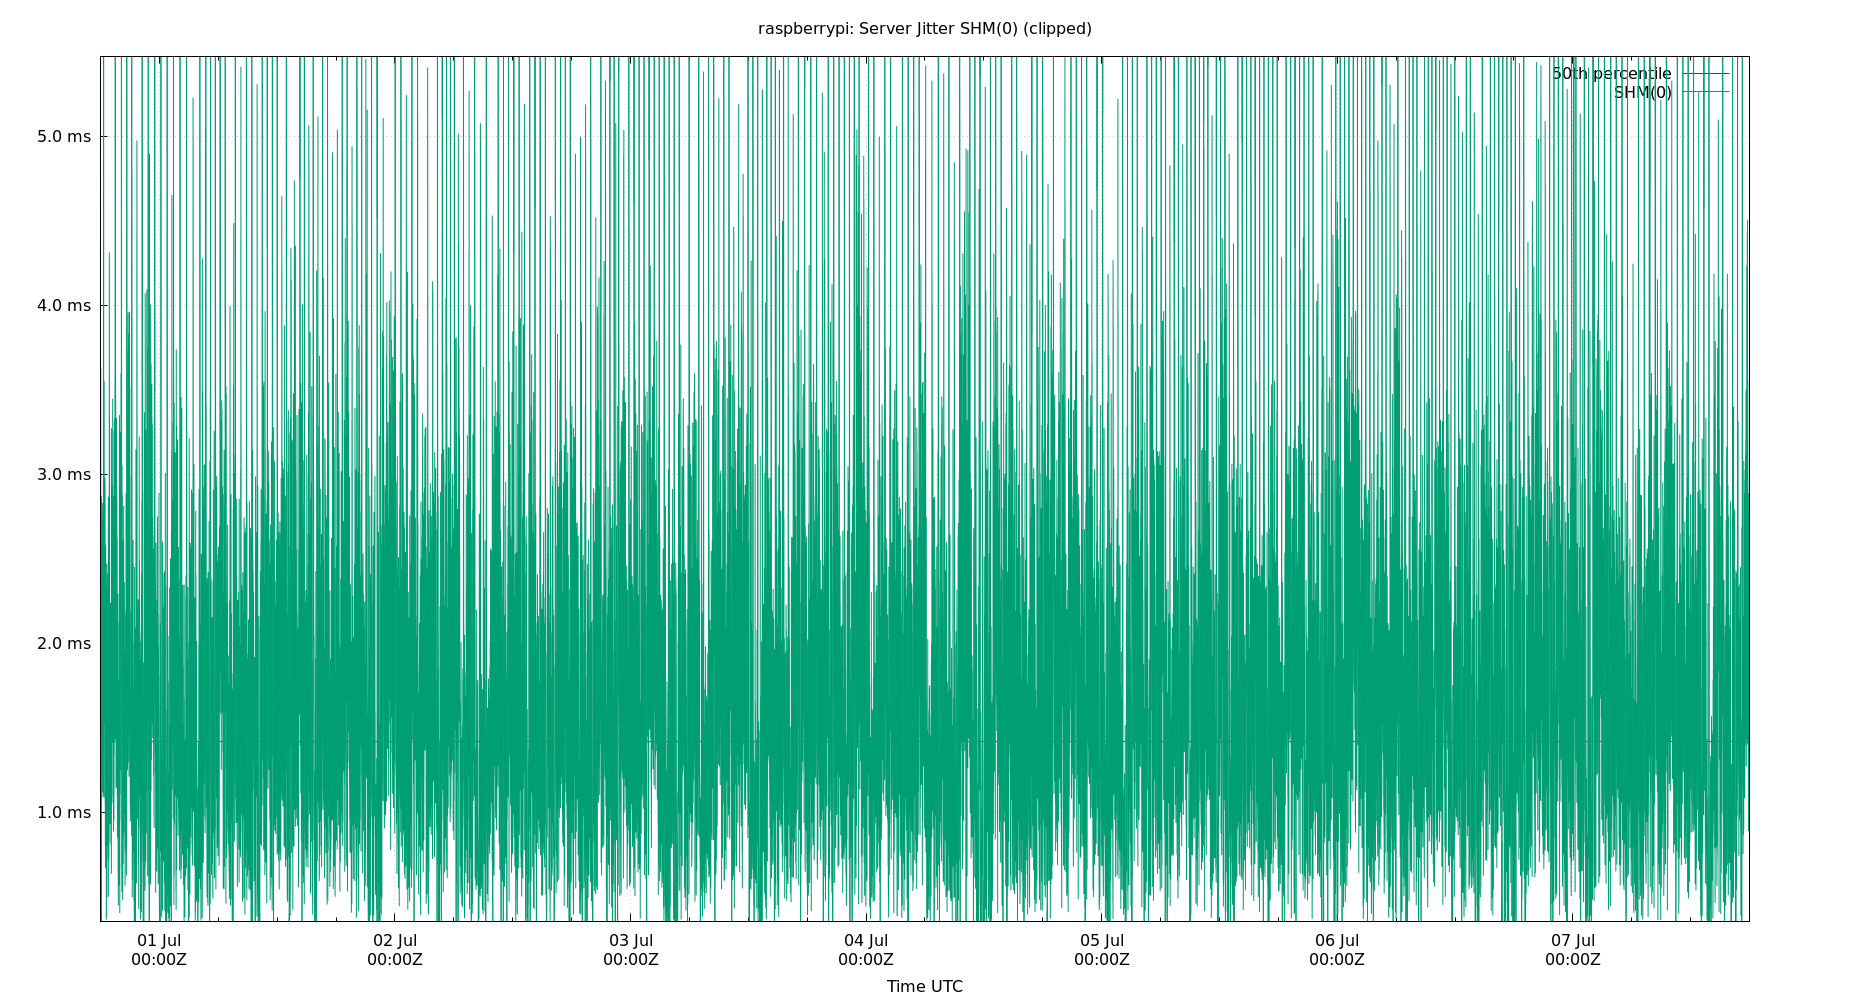 raspberrypi: Server Jitter SHM(0) (clipped)
50th percentile
SHM(0)
5.0 ms
4.0 ms
3.0 ms
2.0 ms
1.0 ms
01 Jul 02 Jul 03 Jul 04 Jul 05 Jul 06 Jul 07 Jul
00:00Z 00:00Z 00:00Z 00:00Z 00:00Z 00:00Z 00:00Z
Time UTC